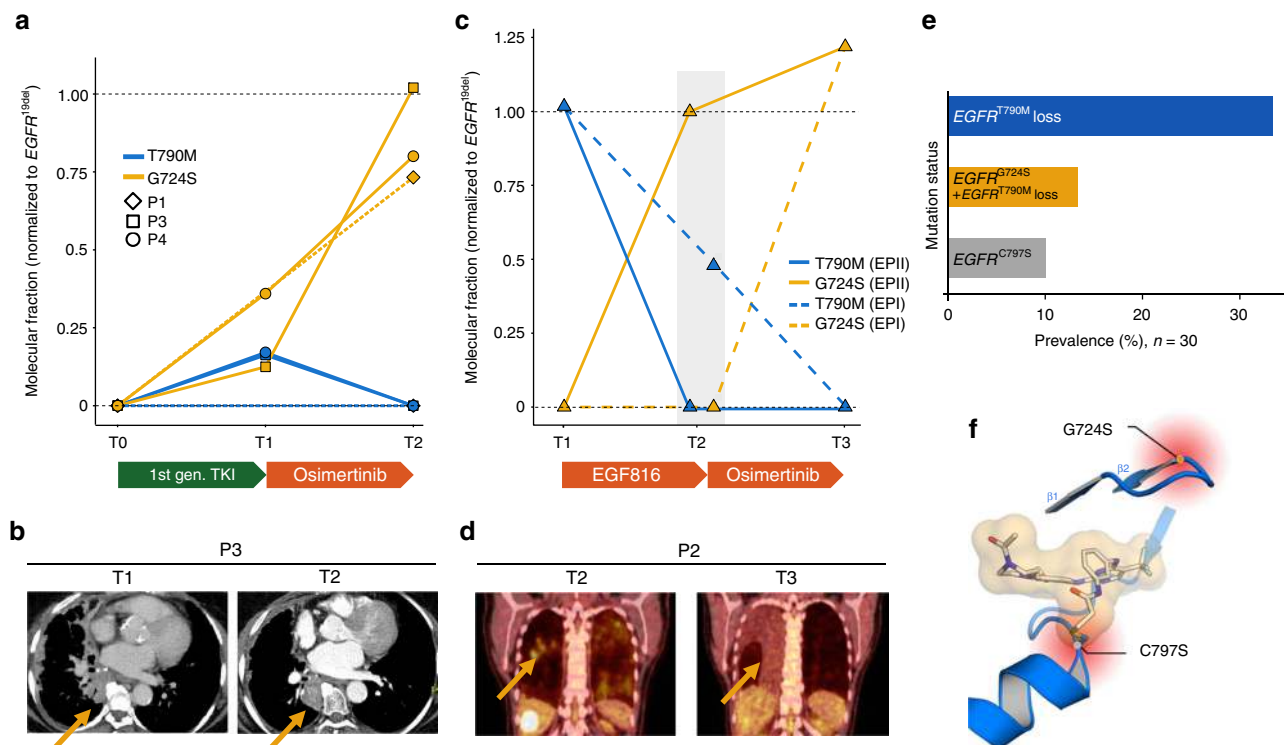 a
Molecular fraction (normalized to EGFR19del)
1.00
0.75
0.5
0.25
0
T790M
G724S
P1
P3
P4
T0
T1
T2
1st gen. TKI
Osimertinib
b
P3
T1
T2
c
Molecular fraction (normalized to EGFR19del)
1.25
1.00
0.75
0.5
0.25
0
T790M (EPII)
G724S (EPII)
T790M (EPI)
G724S (EPI)
T1
T2
T3
EGF816
Osimertinib
d
P2
T2
T3
e
Mutation status
EGFRT790M loss
EGFRG724S
+EGFRT790M loss
EGFRC797S
0
10
20
30
Prevalence (%), n = 30
f
G724S
β2
β1
C797S